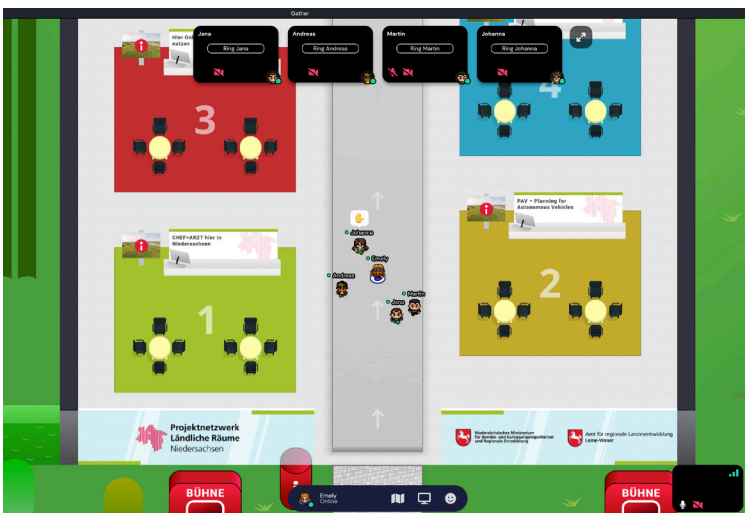 Gather
Jana
Ring Jana
Andreas
Ring Andreas
Martin
Ring Martin
Johanna
Ring Johanna
Hier
netzen
3
4
PAV – Planning for
Autonomous Vehicles
CHEF+ARZT hier in
Niedersachsen
Johanna
Emely
Andreas
Jana
Martin
1
2
Projektnetzwerk
Ländliche Räume
Niedersachsen
Niedersächsisches Ministerium
für Bundes- und Europaangelegenheiten
und Regionale Entwicklung
Amt für regionale Landesentwicklung
Leine-Weser
BÜHNE
BÜHNE
Emely
Online